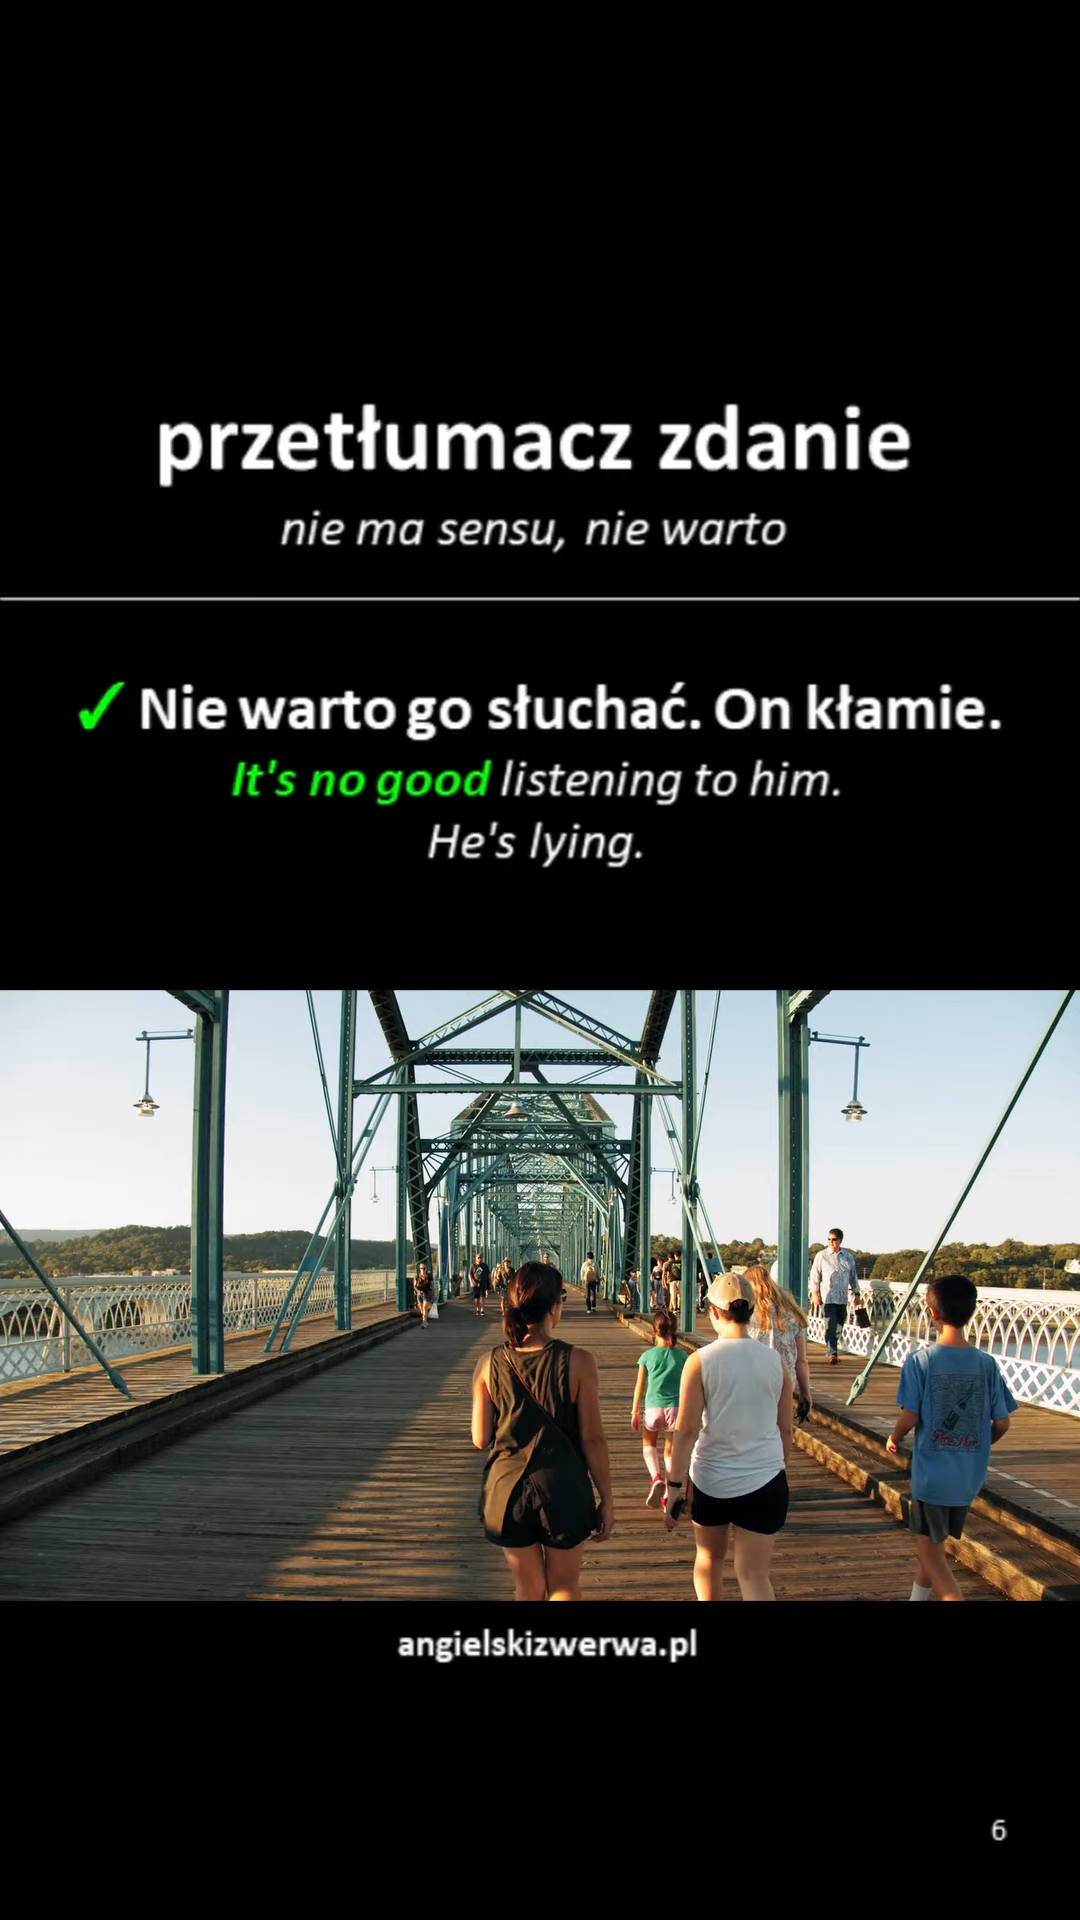 przetłumacz zdanie
nie ma sensu, nie warto
✓ Nie warto go słuchać. On kłamie.
It's no good listening to him.
He's lying.
angielskizwerwa.pl
6